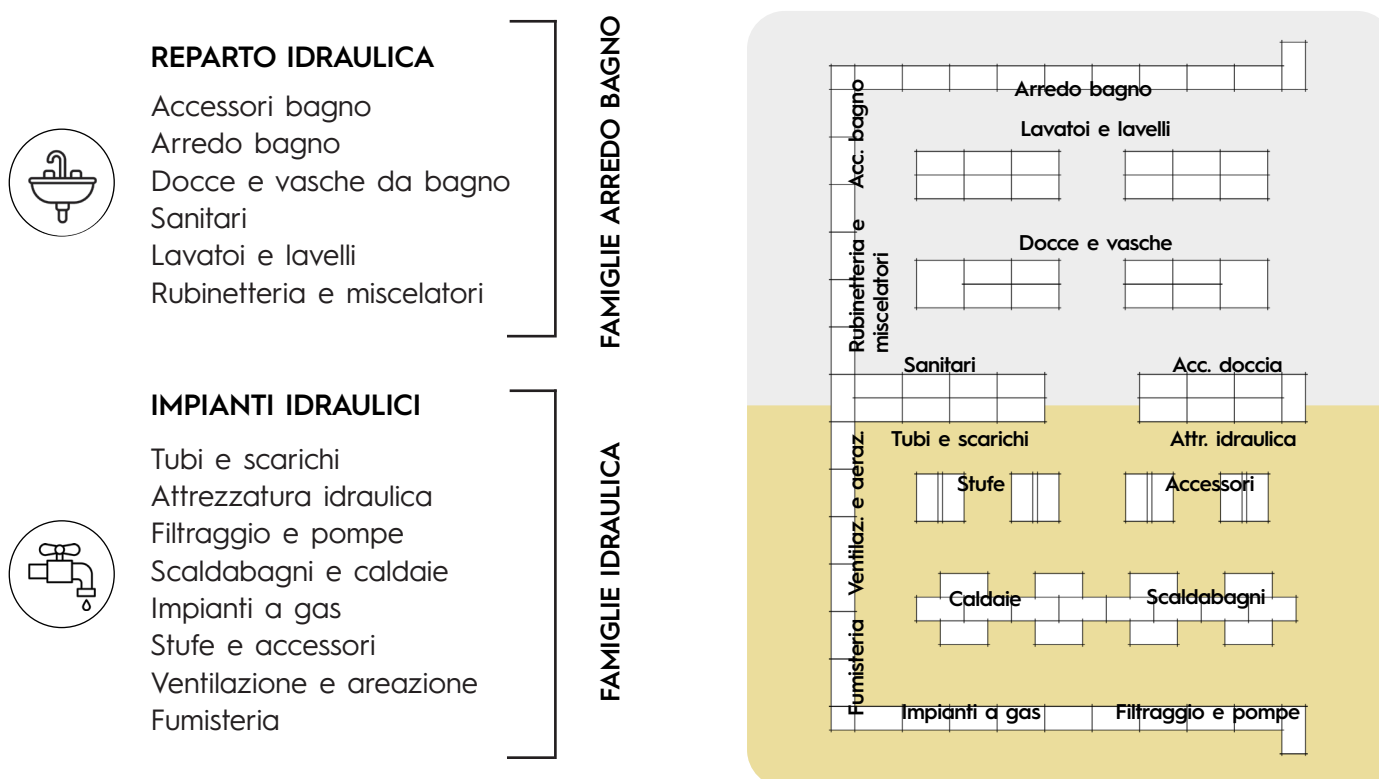 REPARTO IDRAULICA
Accessori bagno
Arredo bagno
Docce e vasche da bagno
Sanitari
Lavatoi e lavelli
Rubinetteria e miscelatori
FAMIGLIE ARREDO BAGNO
IMPIANTI IDRAULICI
Tubi e scarichi
Attrezzatura idraulica
Filtraggio e pompe
Scaldabagni e caldaie
Impianti a gas
Stufe e accessori
Ventilazione e areazione
Fumisteria
FAMIGLIE IDRAULICA
Arredo bagno
Acc. bagno
Lavatoi e lavelli
Docce e vasche
Rubinetteria e
miscelatori
Sanitari
Acc. doccia
Tubi e scarichi
Attr. idraulica
Ventilaz. e aeraz.
Stufe
Accessori
Caldaie
Scaldabagni
Fumisteria
Impianti a gas
Filtraggio e pompe